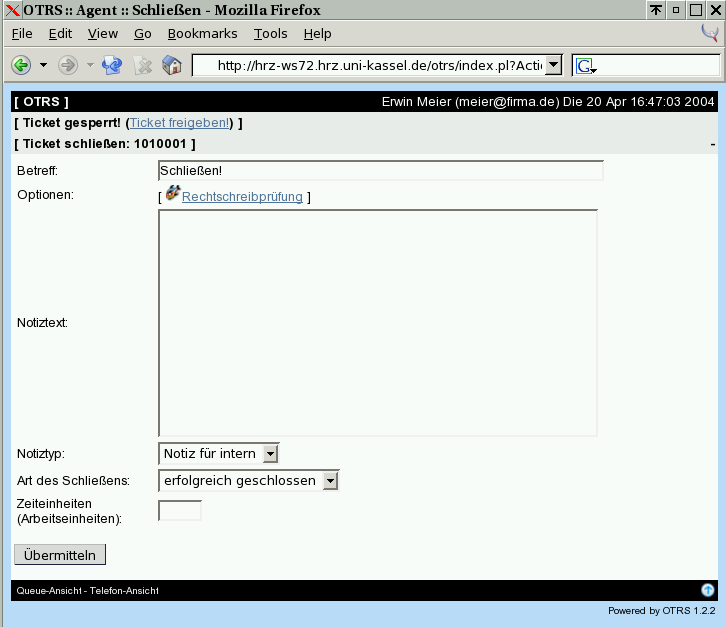 OTRS :: Agent :: Schließen - Mozilla Firefox
File Edit View Go Bookmarks Tools Help
http://hrz-ws72.hrz.uni-kassel.de/otrs/index.pl?Acti G
[ OTRS ] Erwin Meier (meier@firma.de) Die 20 Apr 16:47:03 2004
[ Ticket gesperrt! (Ticket freigeben!) ]
[ Ticket schließen: 1010001 ] -
Betreff: Schließen!
Optionen: [ Rechtschreibprüfung ]
Notiztext:
Notiztyp: Notiz für intern
Art des Schließens: erfolgreich geschlossen
Zeiteinheiten
(Arbeitseinheiten):
Übermitteln
Queue-Ansicht - Telefon-Ansicht
Powered by OTRS 1.2.2